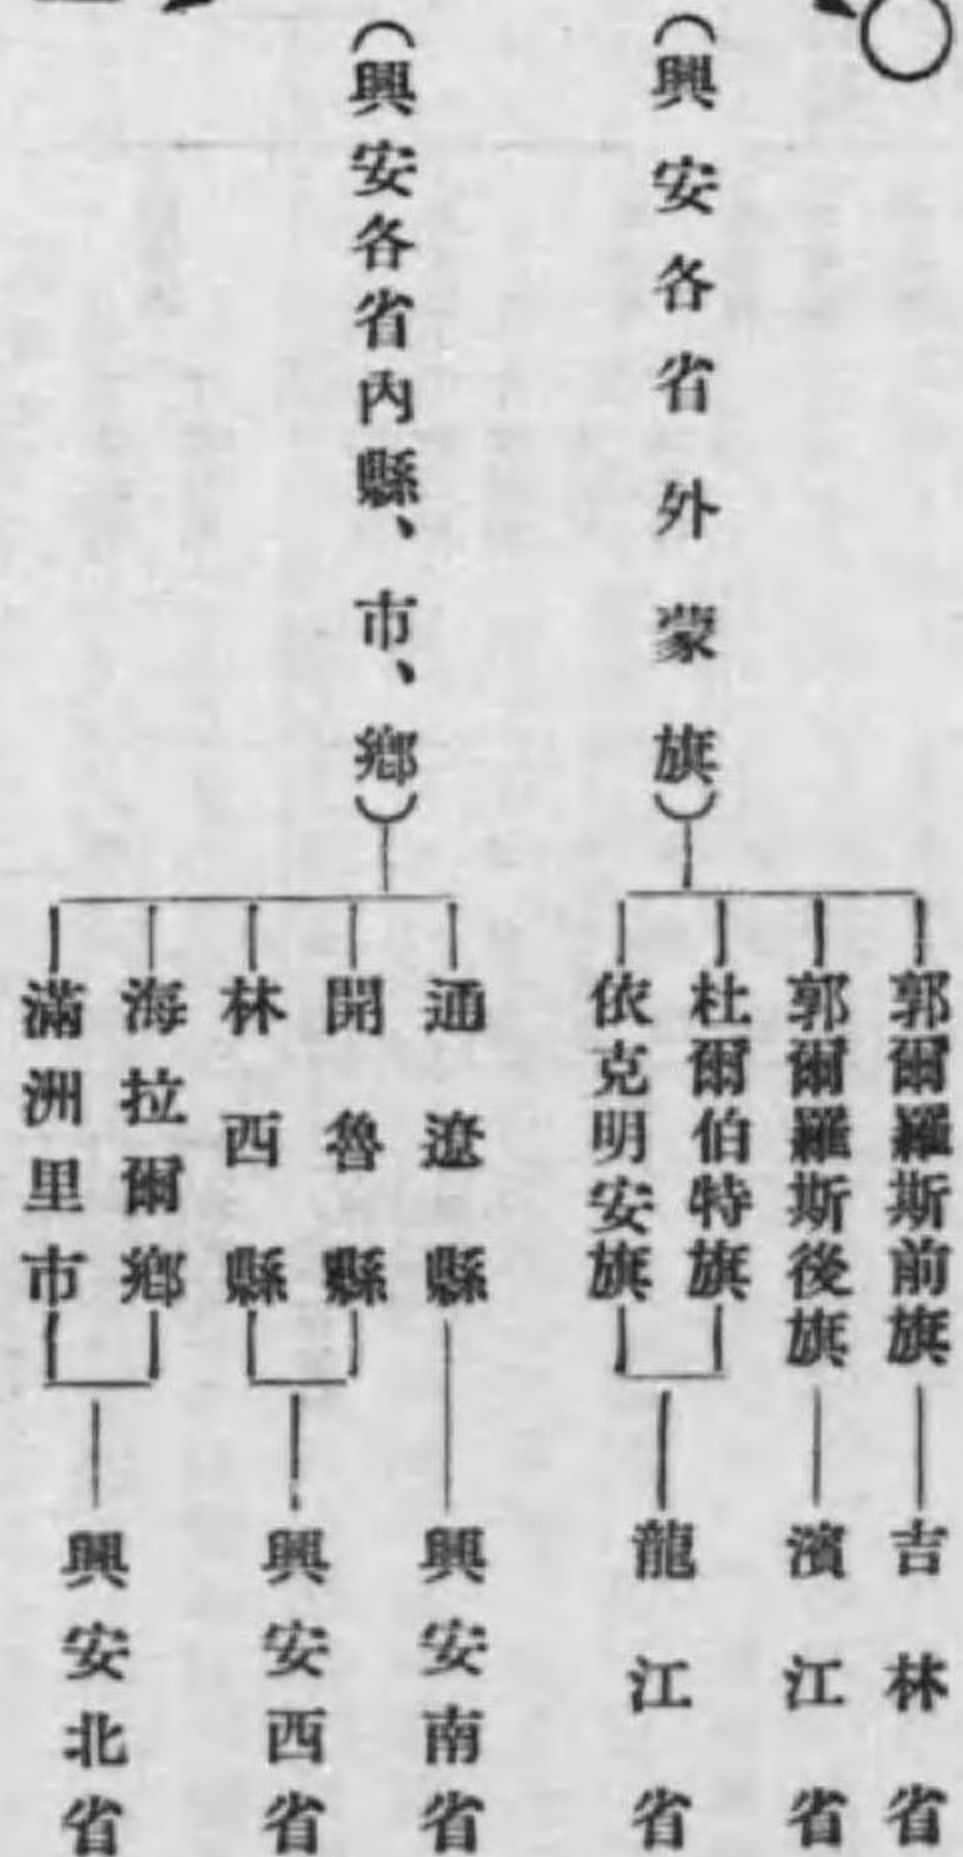 （興安各省外蒙旗）
郭爾羅斯前旗
吉林省
郭爾羅斯後旗
濱江省
杜爾伯特旗
依克明安旗
龍江省
（興安各省內縣、市、鄕）
通遼縣
興安南省
開魯縣
林西縣
興安西省
海拉爾鄕
滿洲里市
興安北省